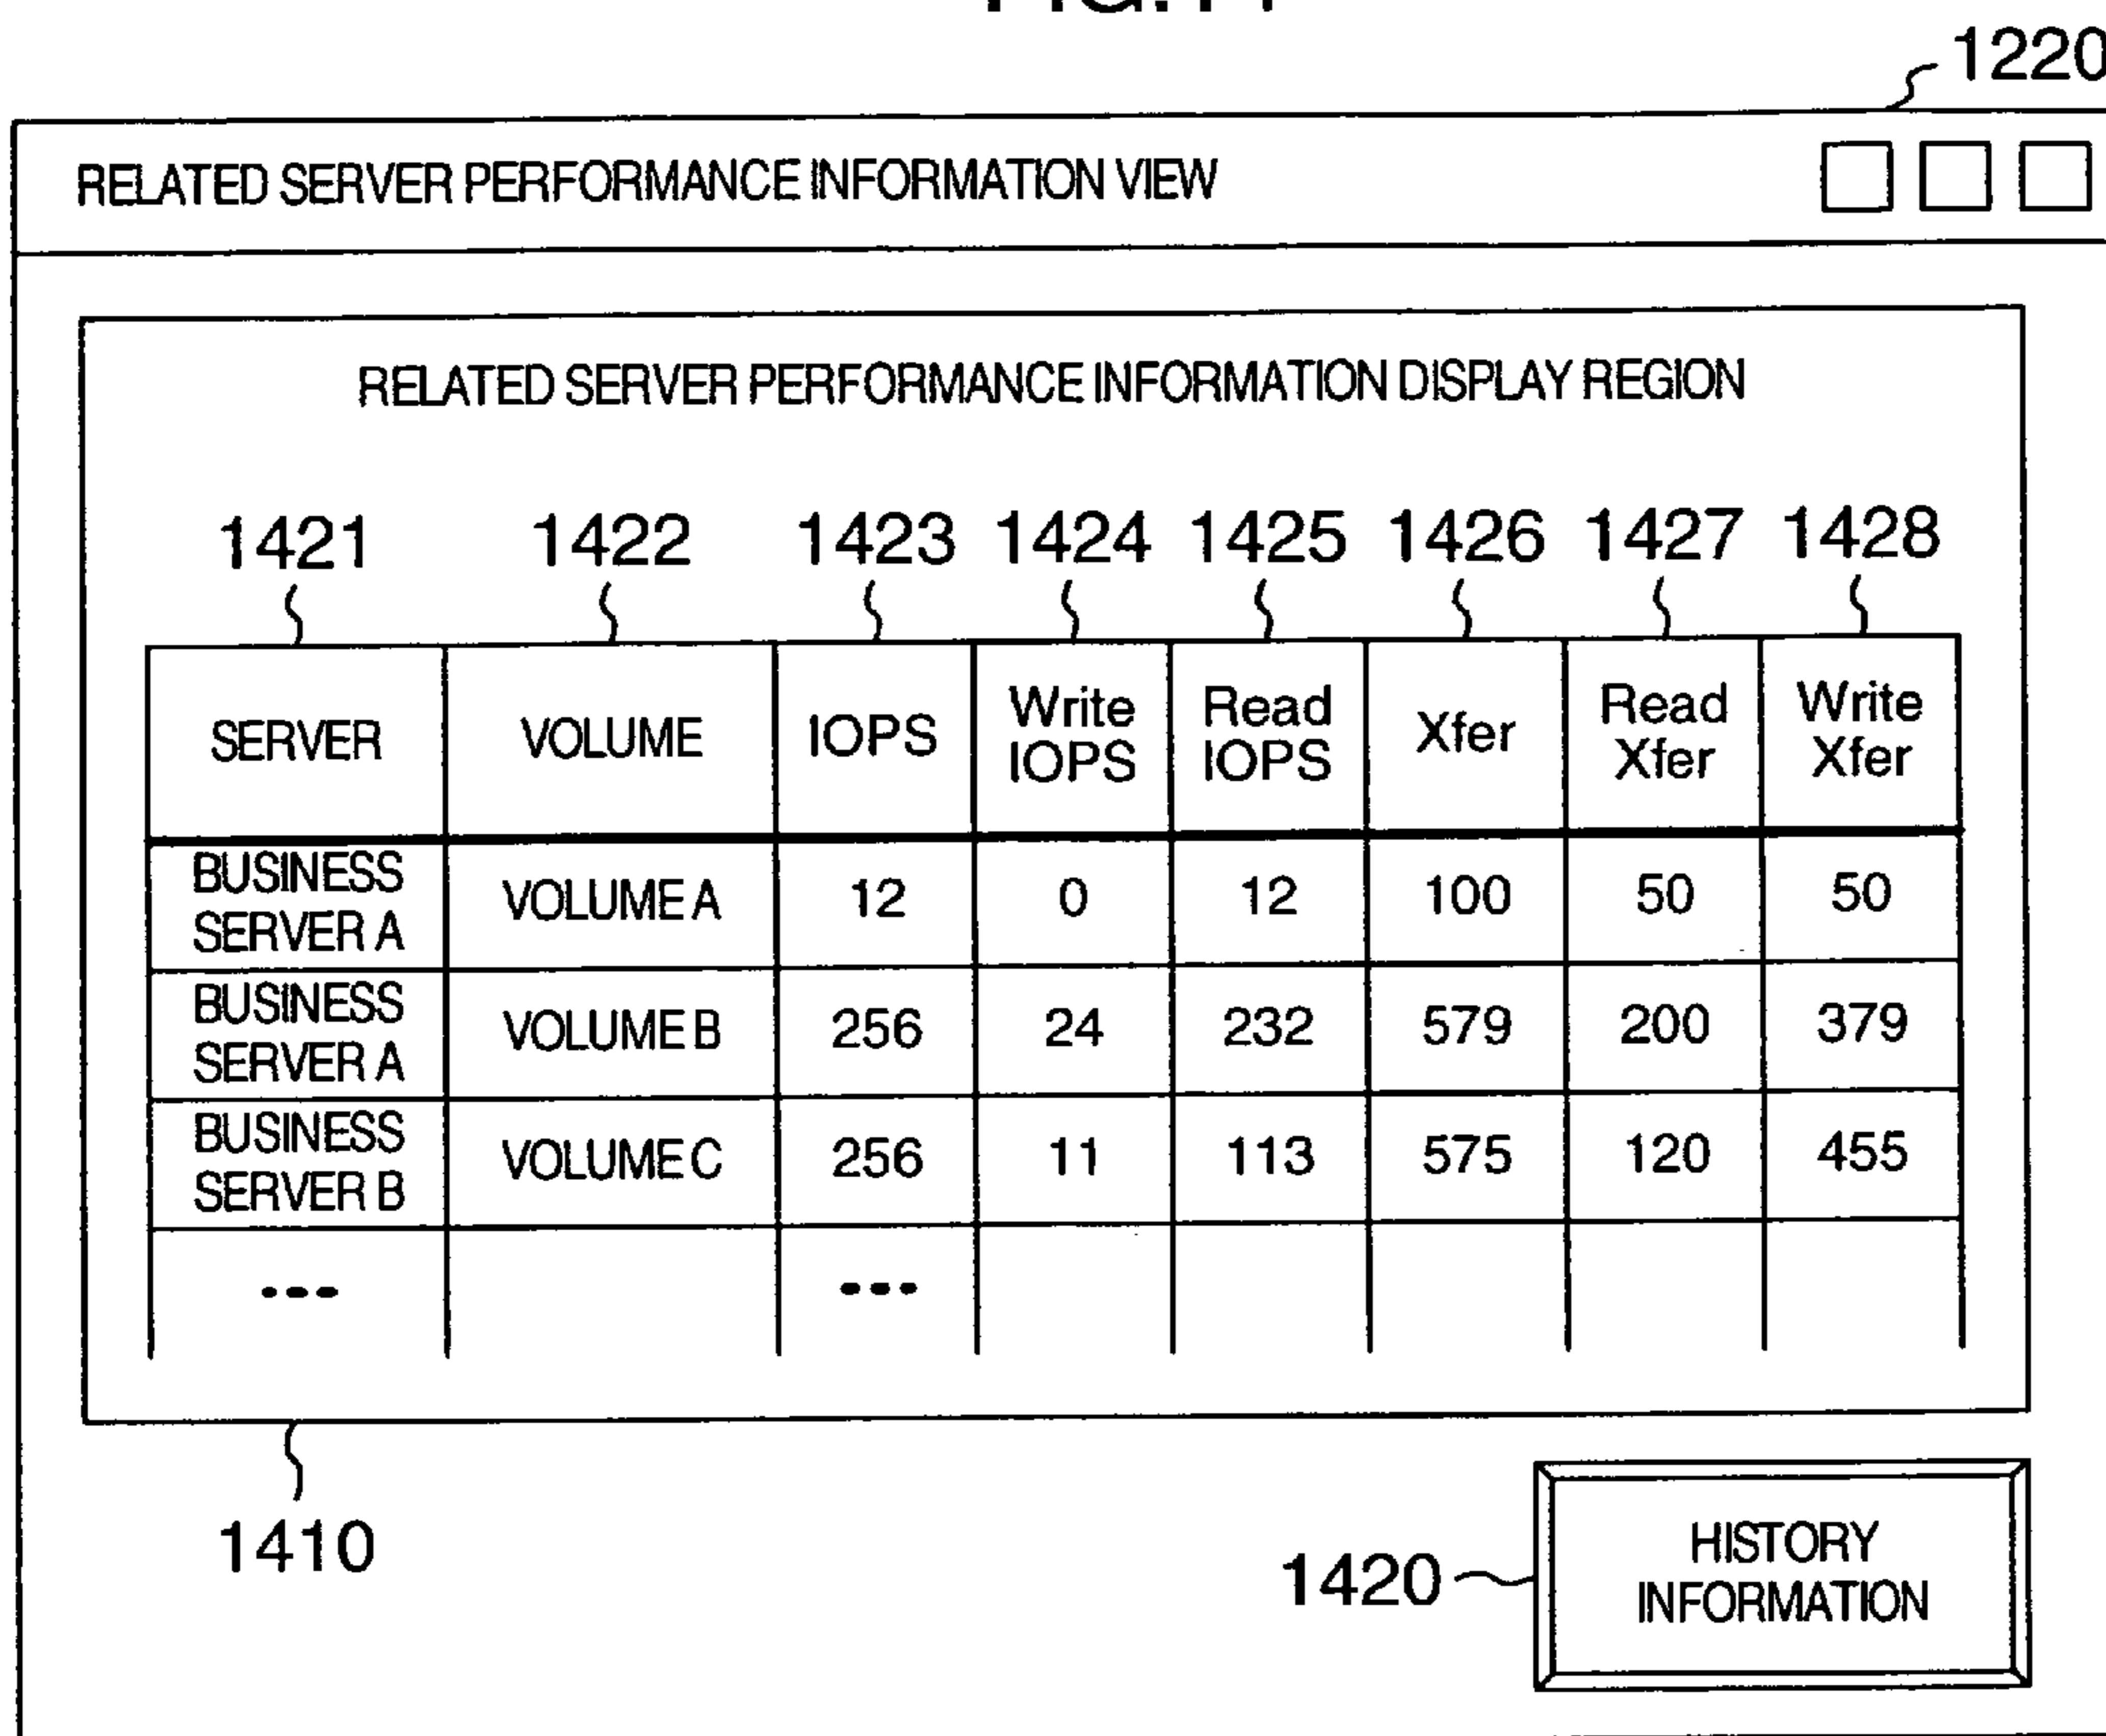 FIG.14
1220
RELATED SERVER PERFORMANCE INFORMATION VIEW
RELATED SERVER PERFORMANCE INFORMATION DISPLAY REGION
1421 1422 1423 1424 1425 1426 1427 1428
SERVER VOLUME IOPS Write IOPS Read IOPS Xfer Read Xfer Write Xfer
BUSINESS SERVER A VOLUME A 12 0 12 100 50 50
BUSINESS SERVER A VOLUME B 256 24 232 579 200 379
BUSINESS SERVER B VOLUME C 256 11 113 575 120 455
... ...
1410
1420
HISTORY
INFORMATION